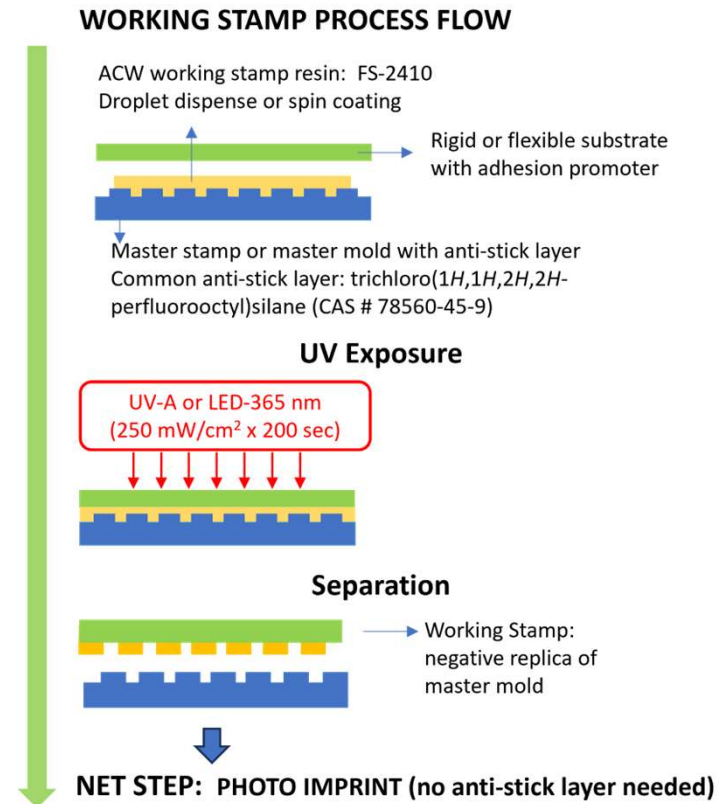 WORKING STAMP PROCESS FLOW
ACW working stamp resin: FS-2410
Droplet dispense or spin coating
Rigid or flexible substrate
with adhesion promoter
Master stamp or master mold with anti-stick layer
Common anti-stick layer: trichloro(1H,1H,2H,2H-
perfluorooctyl)silane (CAS # 78560-45-9)
UV Exposure
UV-A or LED-365 nm
(250 mW/cm² x 200 sec)
Separation
Working Stamp:
negative replica of
master mold
NET STEP: PHOTO IMPRINT (no anti-stick layer needed)